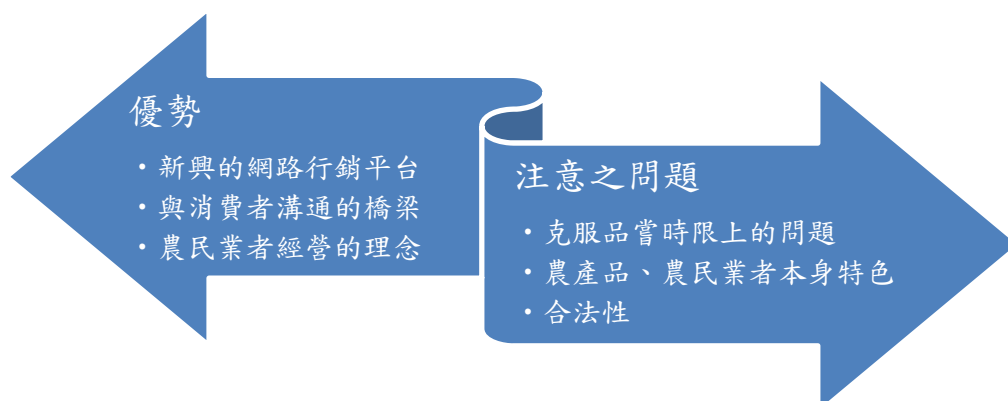 優勢
・新興的網路行銷平台
・與消費者溝通的橋梁
・農民業者經營的理念
注意之問題
・克服品嘗時限上的問題
・農產品、農民業者本身特色
・合法性